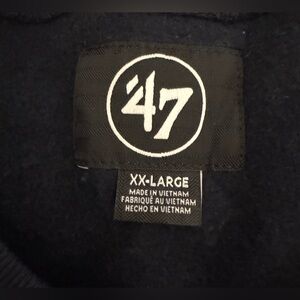 '47
XX-LARGE
MADE IN VIETNAM
FABRIQUÉ AU VIETNAM
HECHO EN VIETNAM